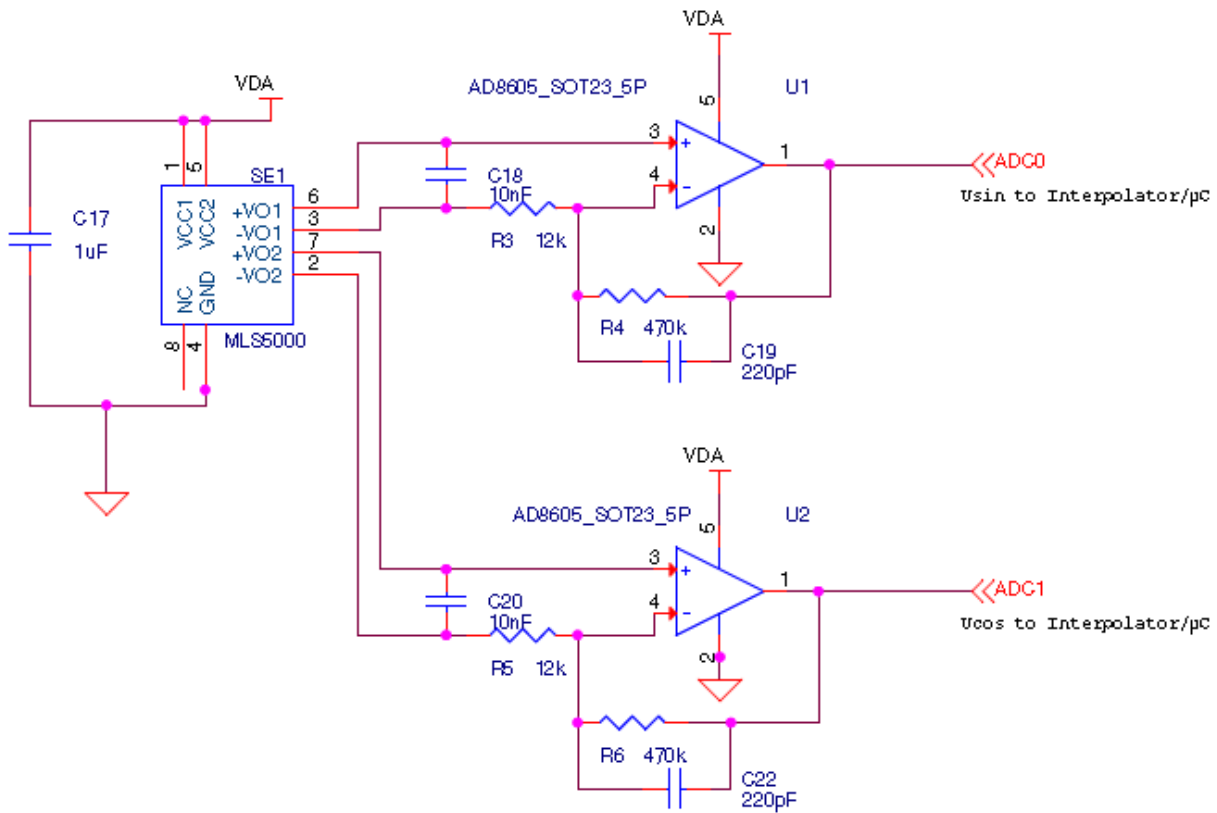 VDA
AD8605_SOT23_5P
U1
5
3
+
4
-
1
2
ADC0
Usin to Interpolator/µC
VDA
C17
1uF
1
5
SE1
VCC1
VCC2
+VO1
-VO1
+VO2
-VO2
NC
GND
6
3
7
2
8
4
MLS5000
C18
10nF
R3 12k
R4 470k
C19
220pF
VDA
AD8605_SOT23_5P
U2
5
3
+
4
-
1
2
ADC1
Ucos to Interpolator/µC
C20
10nF
R5 12k
R6 470k
C22
220pF